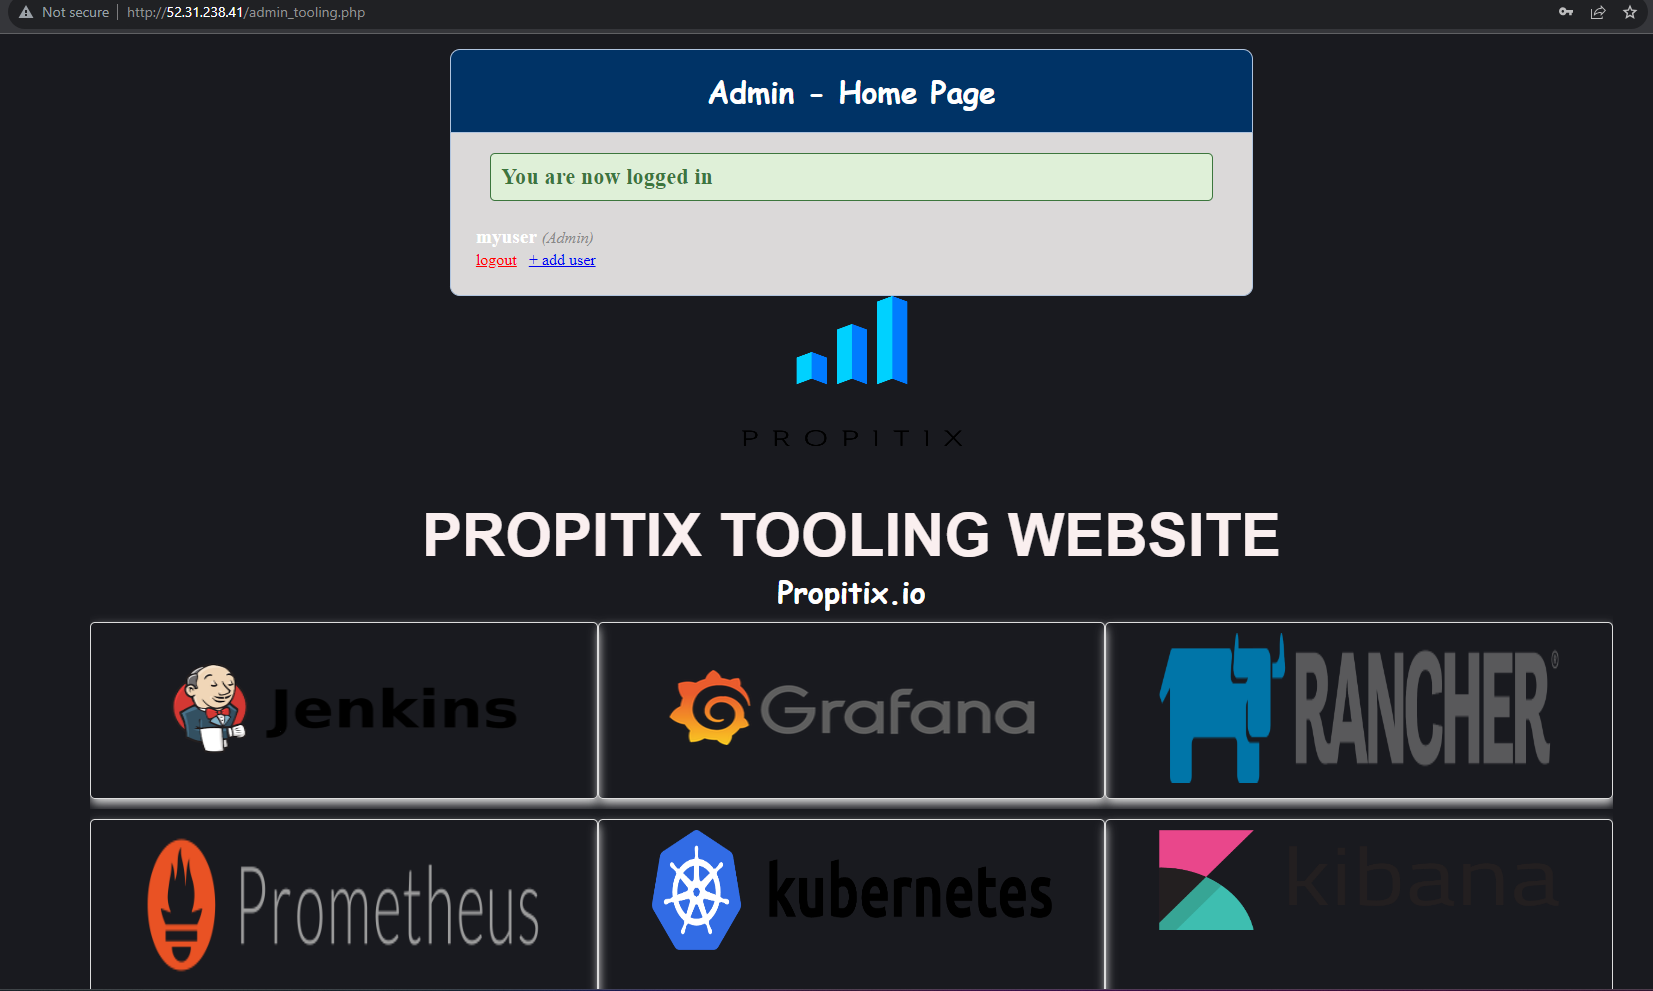 Not secure | http://52.31.238.41/admin_tooling.php
Admin - Home Page
You are now logged in
myuser (Admin)
logout + add user
PROPITIX
PROPITIX TOOLING WEBSITE
Propitix.io
Jenkins
Grafana
RANCHER®
Prometheus
kubernetes
kibana